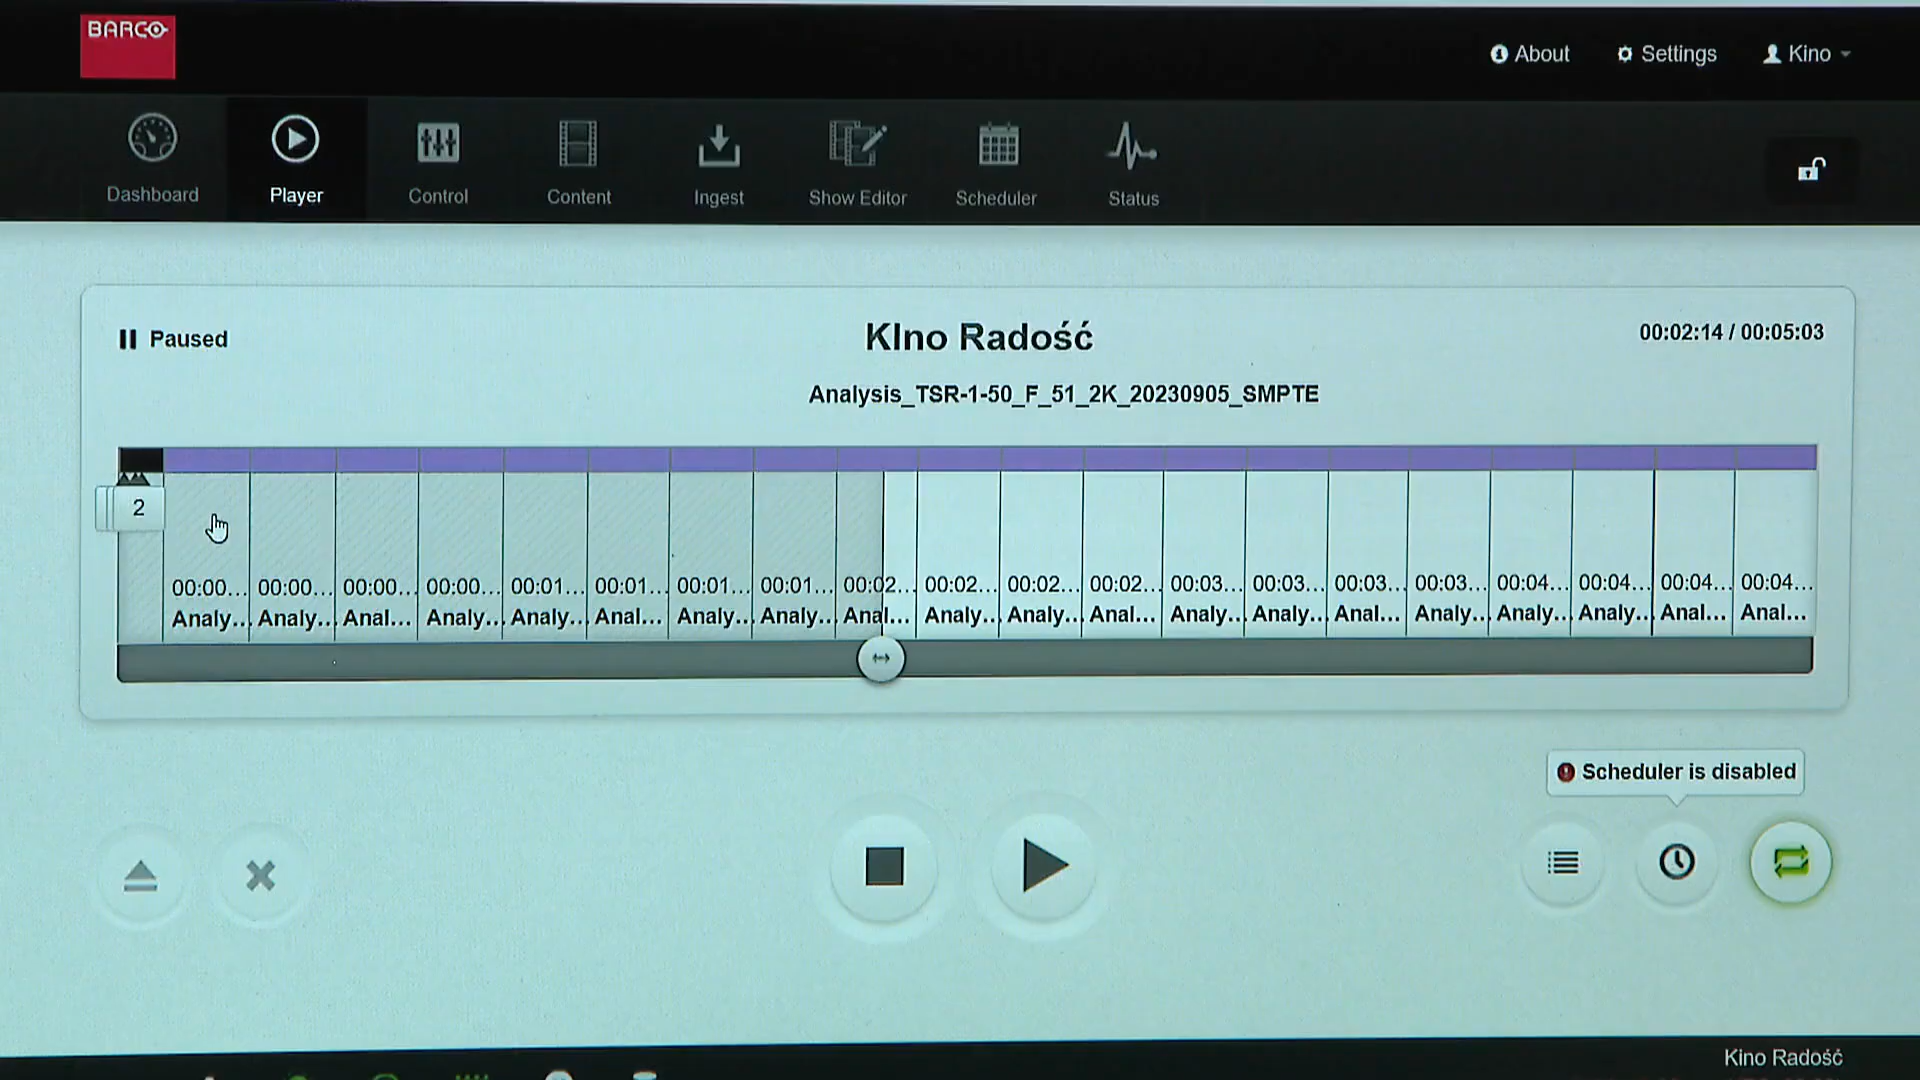 BARCO
About Settings Kino
Dashboard Player Control Content Ingest Show Editor Scheduler Status
Paused
KIno Radość
00:02:14 / 00:05:03
Analysis_TSR-1-50_F_51_2K_20230905_SMPTE
2
00:00... 00:00... 00:00... 00:00... 00:01... 00:01... 00:01... 00:01... 00:02... 00:02... 00:02... 00:02... 00:03... 00:03... 00:03... 00:03... 00:04... 00:04... 00:04... 00:04...
Analy... Analy... Anal... Analy... Analy... Anal... Analy... Analy... Anal... Analy... Analy... Anal... Analy... Analy... Anal... Analy... Analy... Analy... Anal... Anal...
Scheduler is disabled
Kino Radość